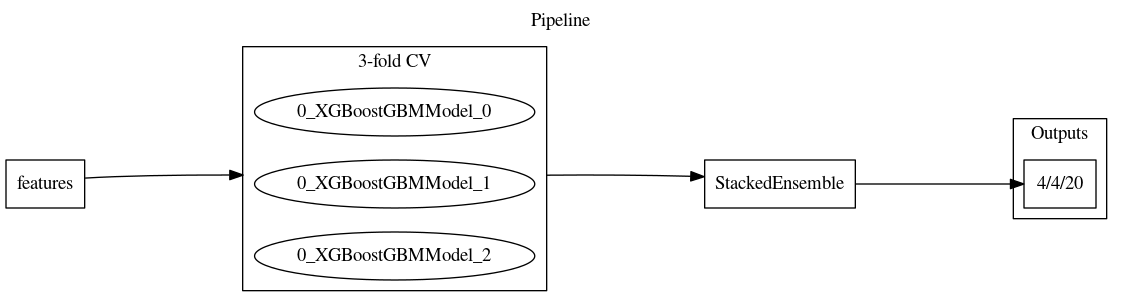 Pipeline
3-fold CV
0_XGBoostGBMModel_0
features
0_XGBoostGBMModel_1
0_XGBoostGBMModel_2
StackedEnsemble
Outputs
4/4/20